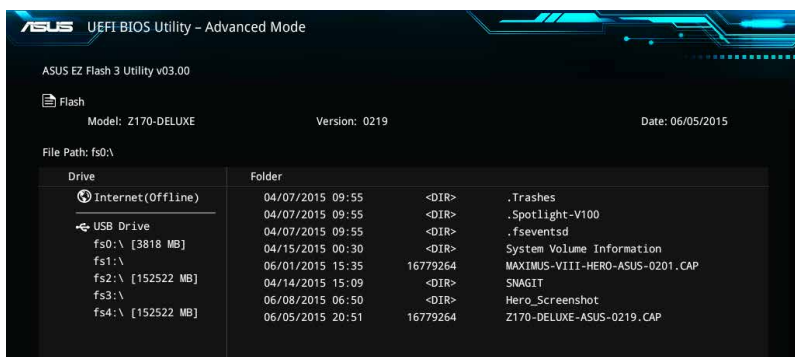 ASUS UEFI BIOS Utility – Advanced Mode
ASUS EZ Flash 3 Utility v03.00
Flash
Model: Z170-DELUXE Version: 0219 Date: 06/05/2015
File Path: fs0:\
Drive Folder
Internet(Offline) 04/07/2015 09:55 <DIR> .Trashes
04/07/2015 09:55 <DIR> .Spotlight-V100
USB Drive 04/07/2015 09:55 <DIR> .fseventsd
fs0:\ [3818 MB] 04/15/2015 00:30 <DIR> System Volume Information
fs1:\ 06/01/2015 15:35 16779264 MAXIMUS-VIII-HERO-ASUS-0201.CAP
fs2:\ [152522 MB] 04/14/2015 15:09 <DIR> SNAGIT
fs3:\ 06/08/2015 06:50 <DIR> Hero_Screenshot
fs4:\ [152522 MB] 06/05/2015 20:51 16779264 Z170-DELUXE-ASUS-0219.CAP